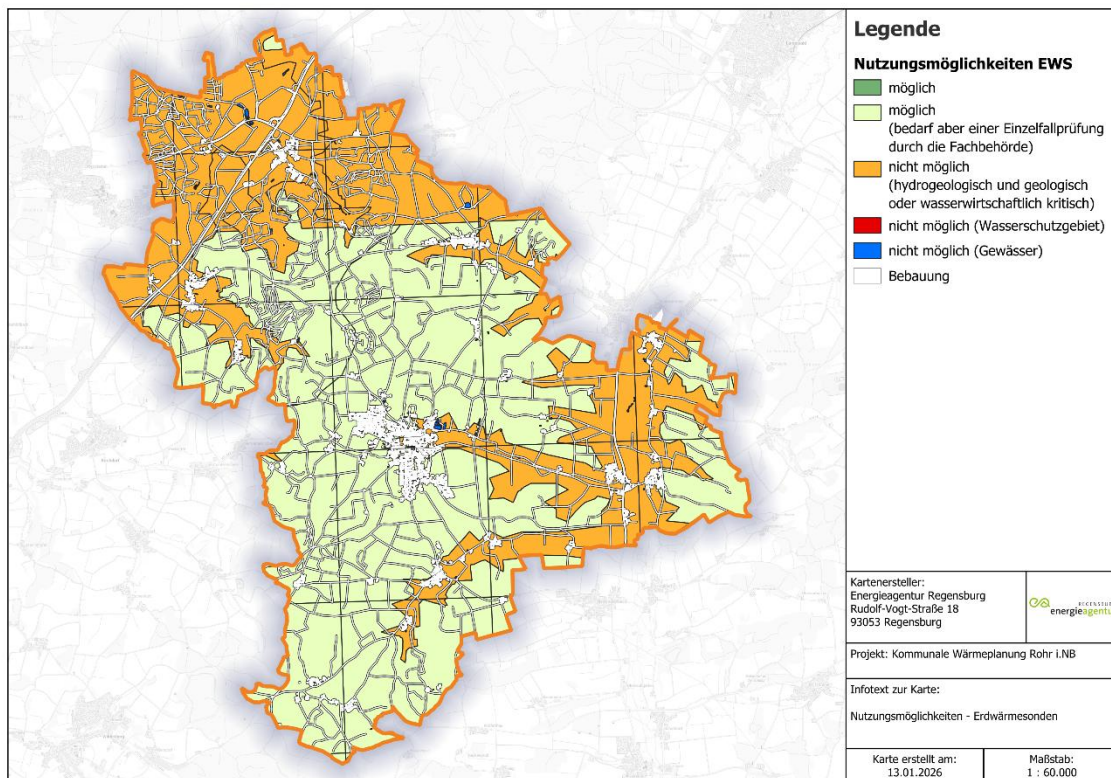 Legende
Nutzungsmöglichkeiten EWS
möglich
möglich
(bedarf aber einer Einzelfallprüfung
durch die Fachbehörde)
nicht möglich
(hydrogeologisch und geologisch
oder wasserwirtschaftlich kritisch)
nicht möglich (Wasserschutzgebiet)
nicht möglich (Gewässer)
Bebauung
Kartenersteller:
Energieagentur Regensburg
Rudolf-Vogt-Straße 18
93053 Regensburg
energieagentu
Projekt: Kommunale Wärmeplanung Rohr i.NB
Infotext zur Karte:
Nutzungsmöglichkeiten - Erdwärmesonden
Karte erstellt am:
13.01.2026
Maßstab:
1 : 60.000